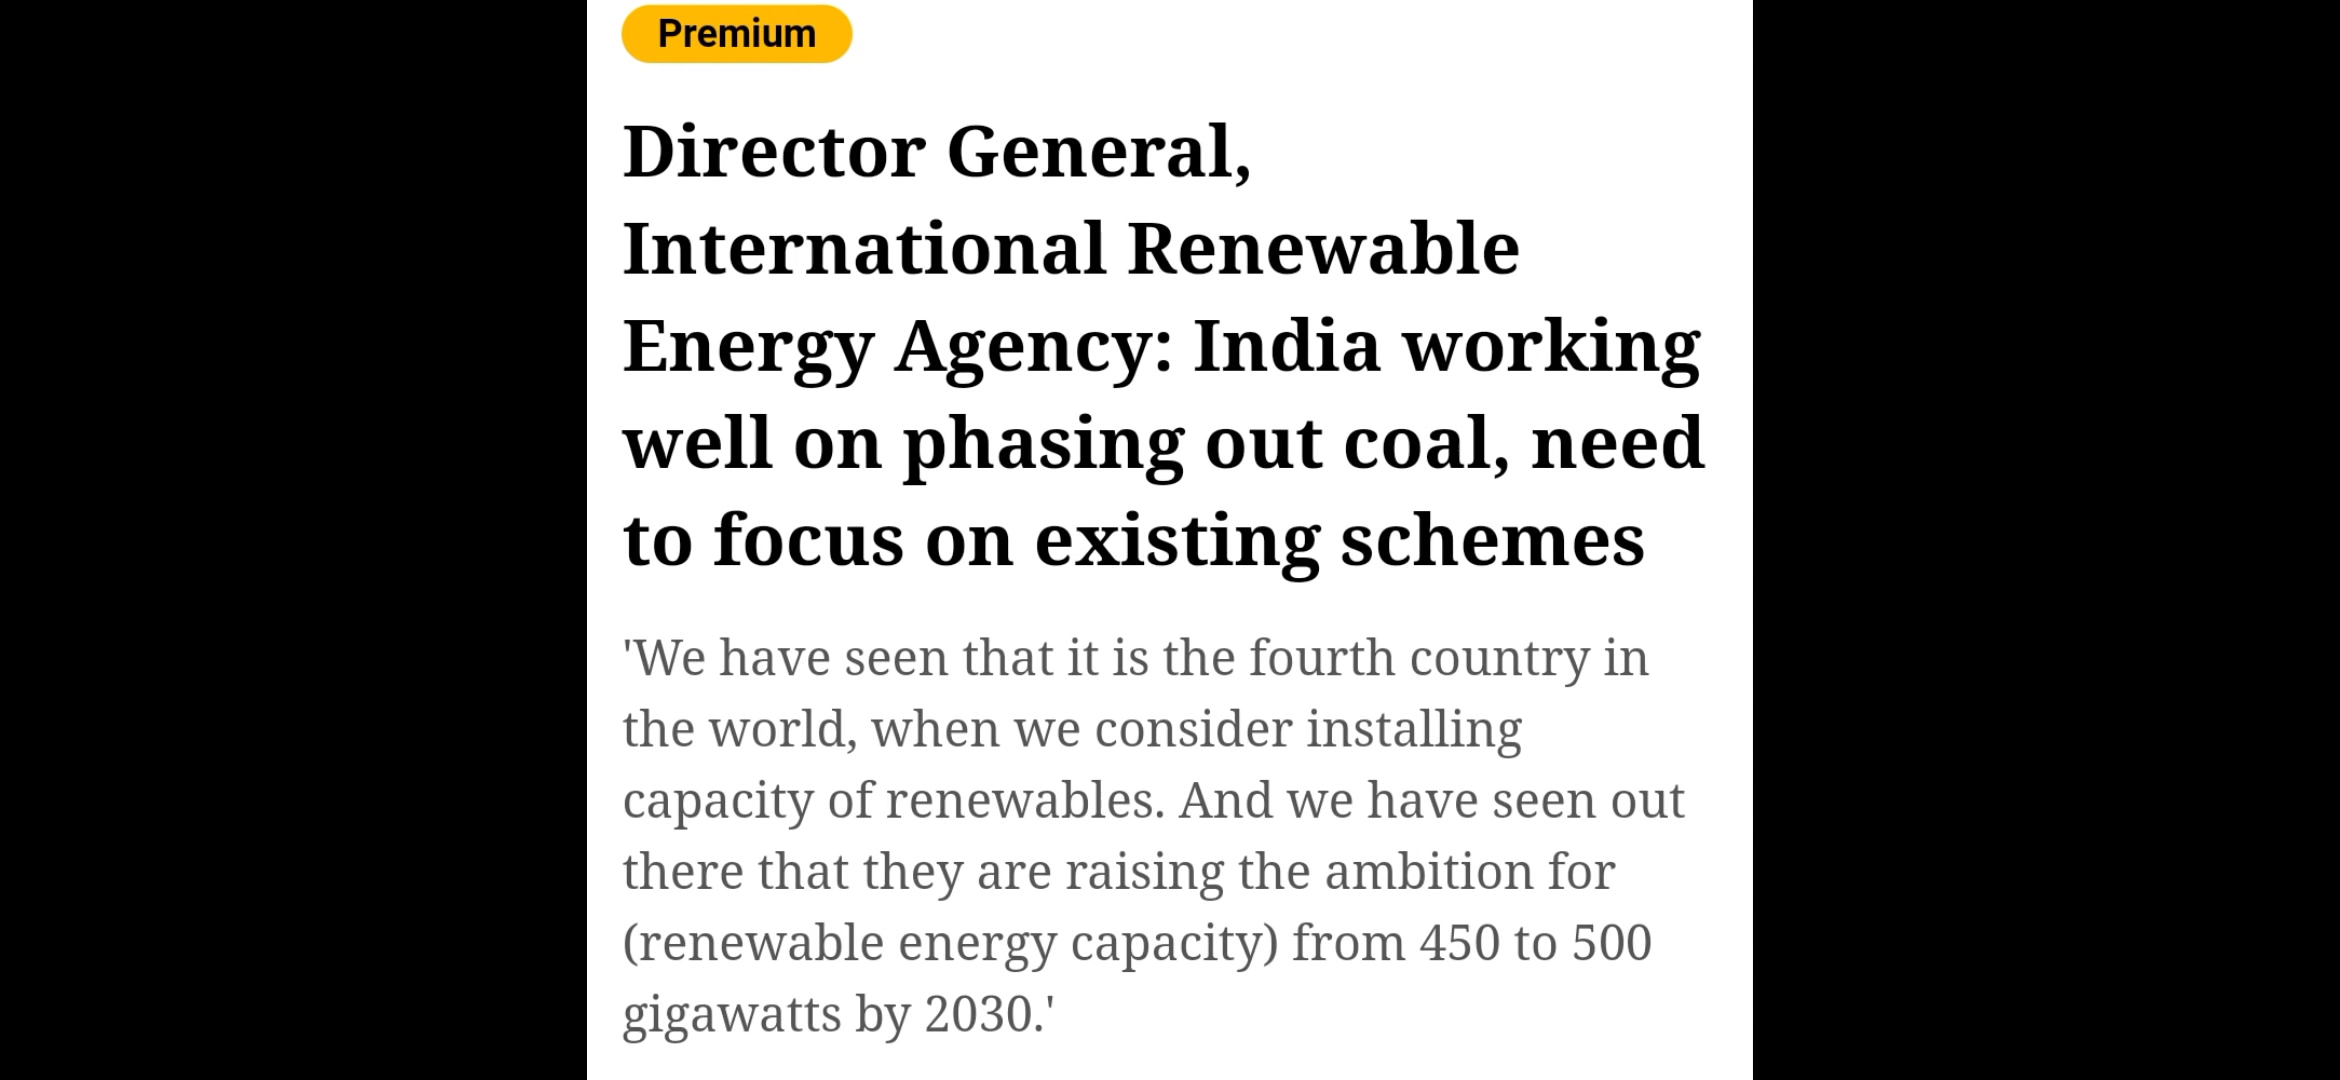 Premium
Director General,
International Renewable
Energy Agency: India working
well on phasing out coal, need
to focus on existing schemes
'We have seen that it is the fourth country in
the world, when we consider installing
capacity of renewables. And we have seen out
there that they are raising the ambition for
(renewable energy capacity) from 450 to 500
gigawatts by 2030.'